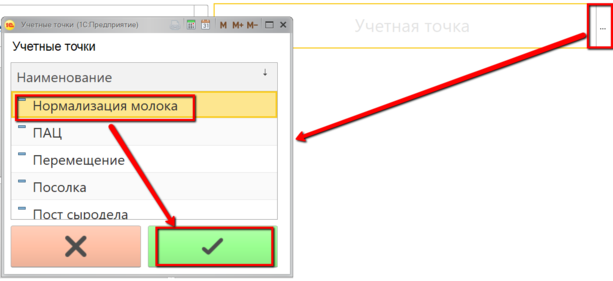 Учетные точки (1С:Предприятие)
M M+ M-
Учетная точка
...
Учетные точки
Наименование
Нормализация молока
ПАЦ
Перемещение
Посолка
Пост сыродела